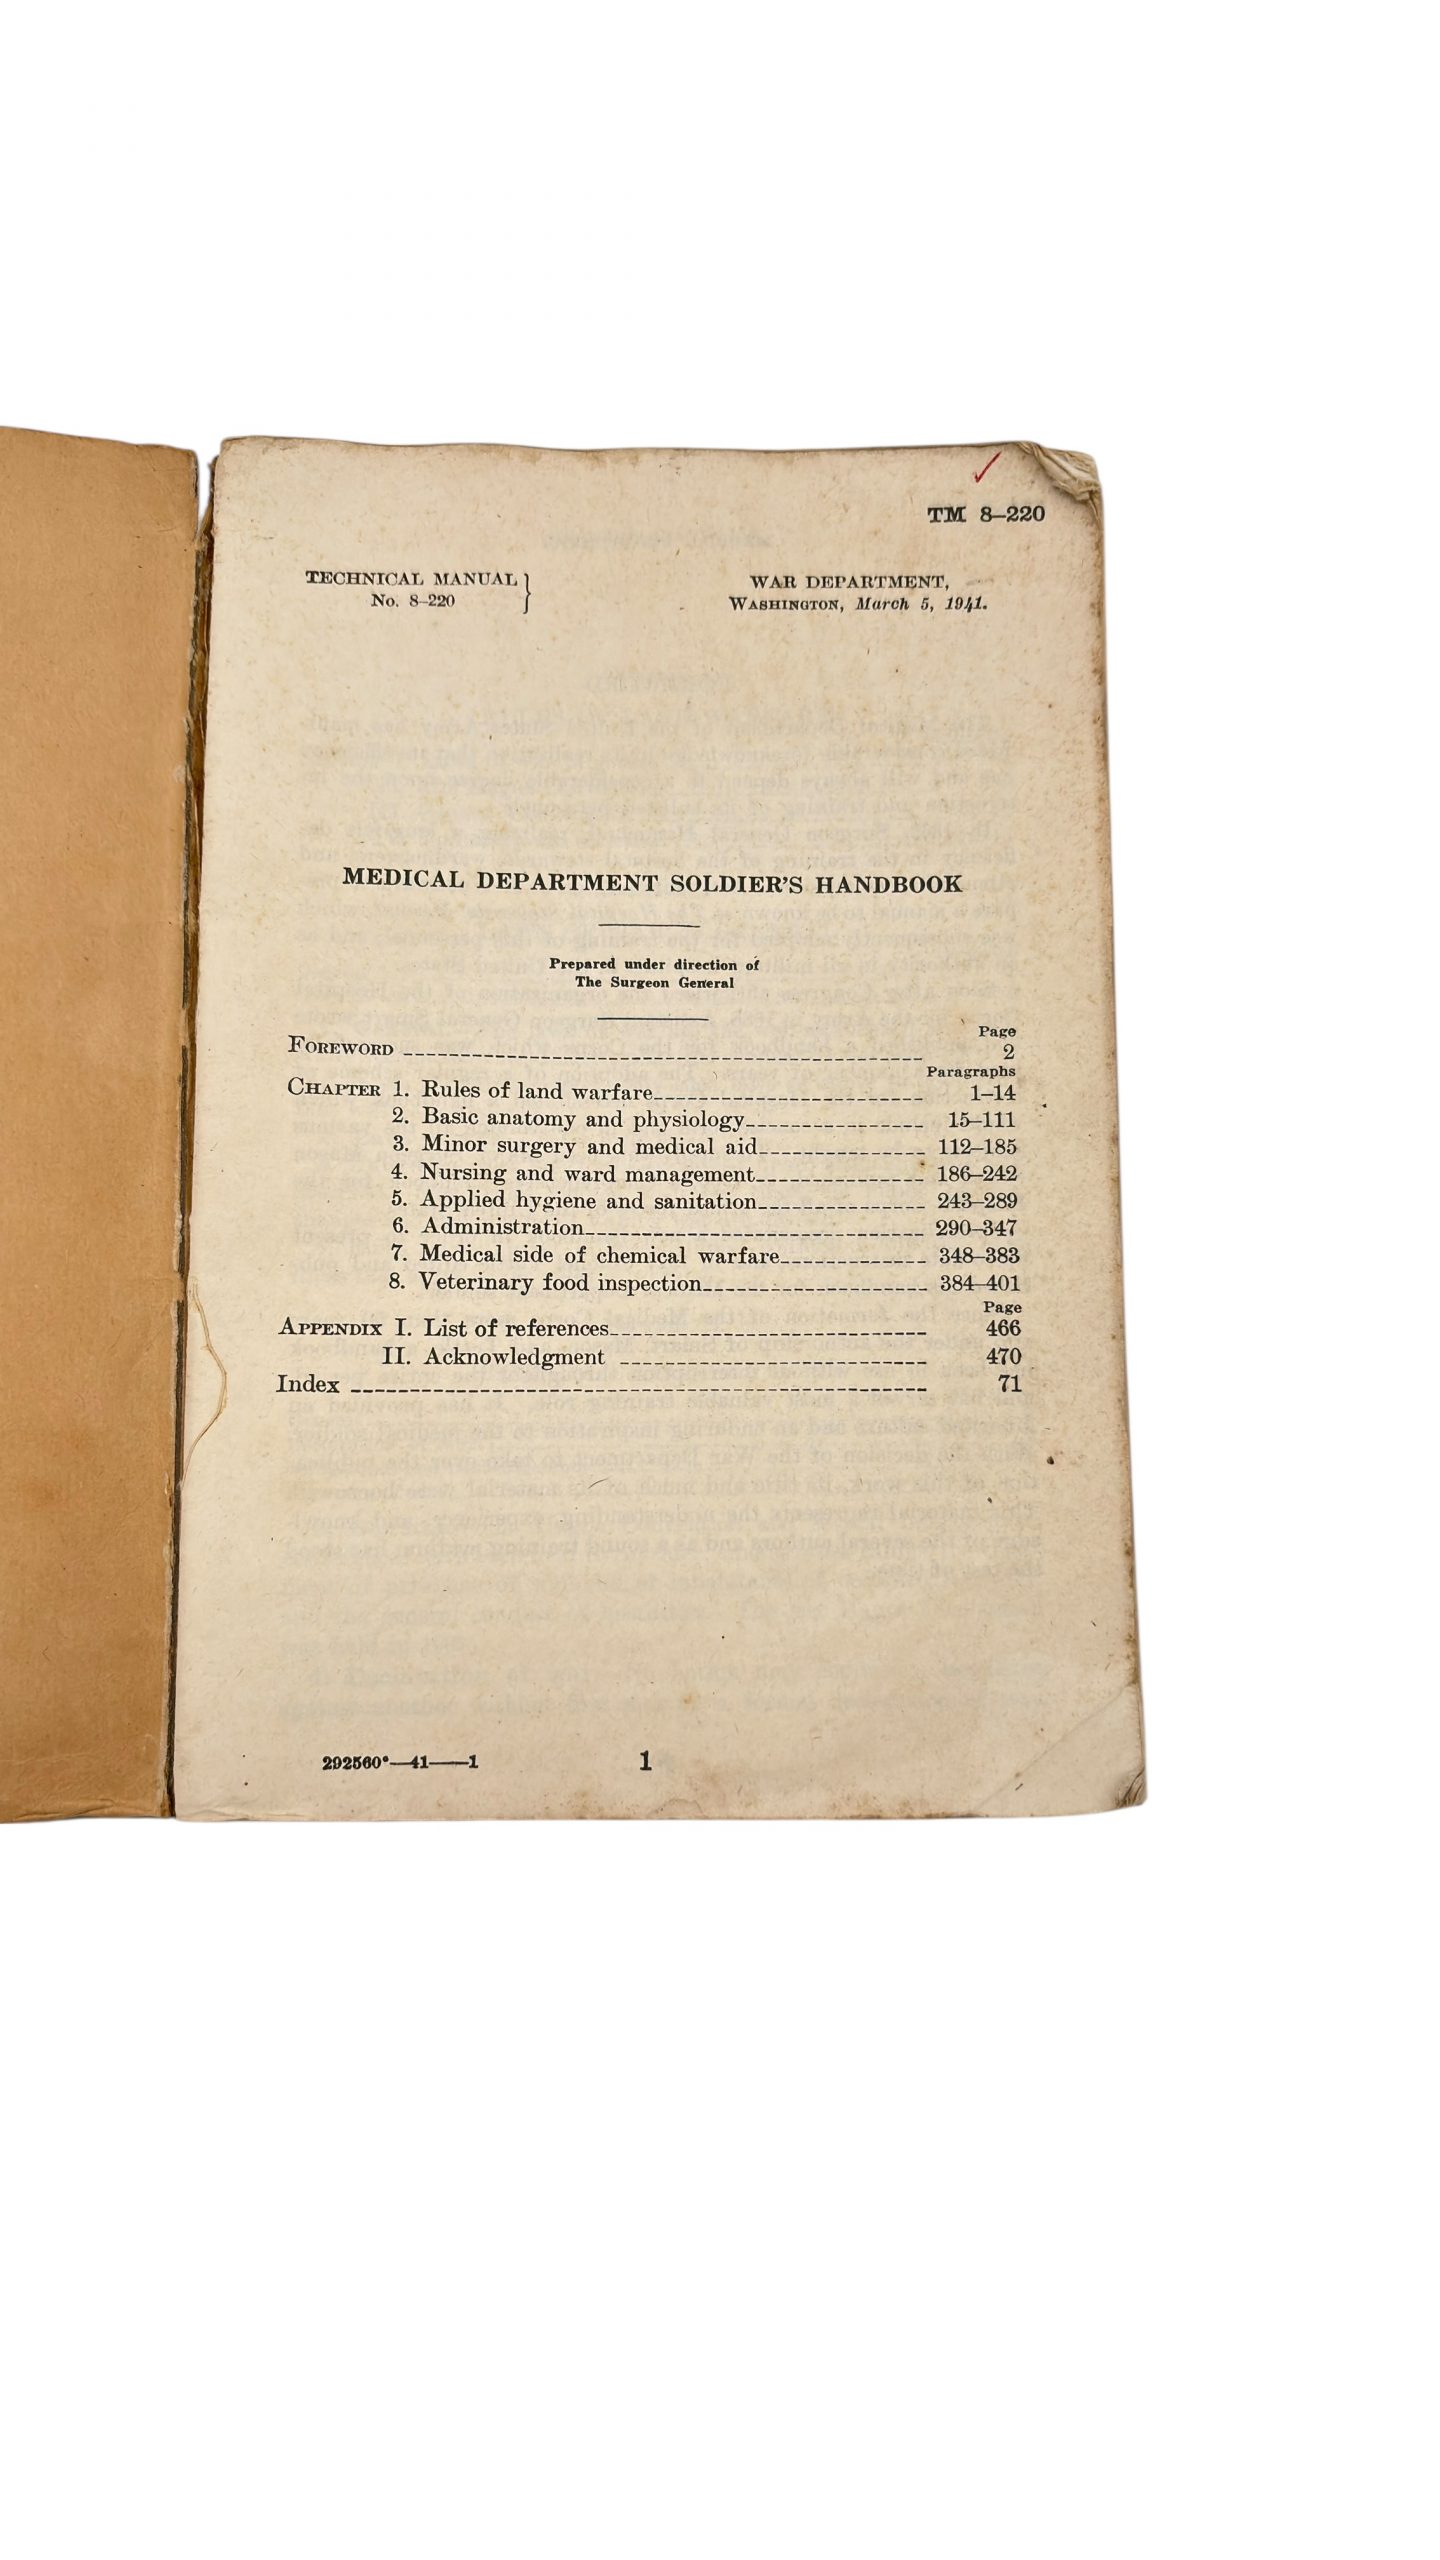 TM 8–220
TECHNICAL MANUAL } WAR DEPARTMENT,
No. 8–220 WASHINGTON, March 5, 1941.
MEDICAL DEPARTMENT SOLDIER'S HANDBOOK
Prepared under direction of
The Surgeon General
Page
FOREWORD 2
Paragraphs
CHAPTER 1. Rules of land warfare 1–14
2. Basic anatomy and physiology 15–111
3. Minor surgery and medical aid 112–185
4. Nursing and ward management 186–242
5. Applied hygiene and sanitation 243–289
6. Administration 290–347
7. Medical side of chemical warfare 348–383
8. Veterinary food inspection 384–401
Page
APPENDIX I. List of references 466
II. Acknowledgment 470
Index 71
292560°—41——1 1